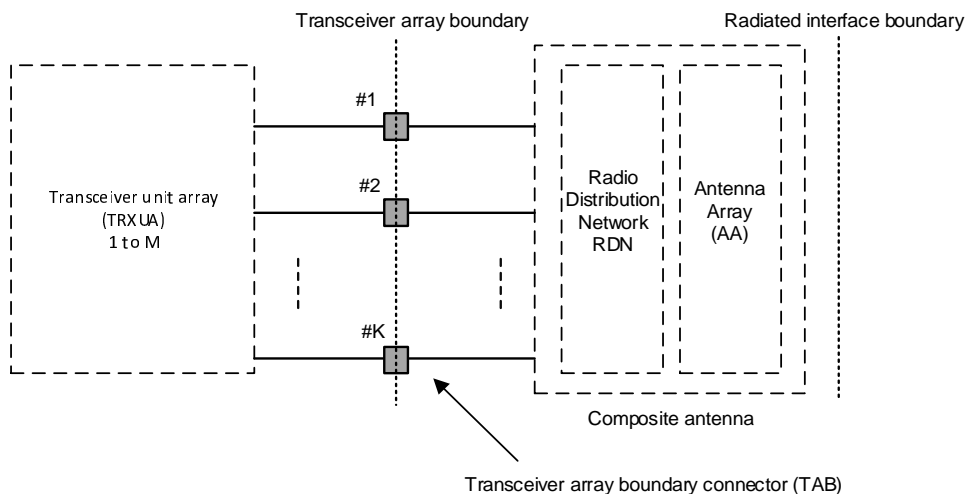 Transceiver array boundary
Radiated interface boundary
#1
#2
#K
Transceiver unit array
(TRXUA)
1 to M
Radio
Distribution
Network
RDN
Antenna
Array
(AA)
Composite antenna
Transceiver array boundary connector (TAB)